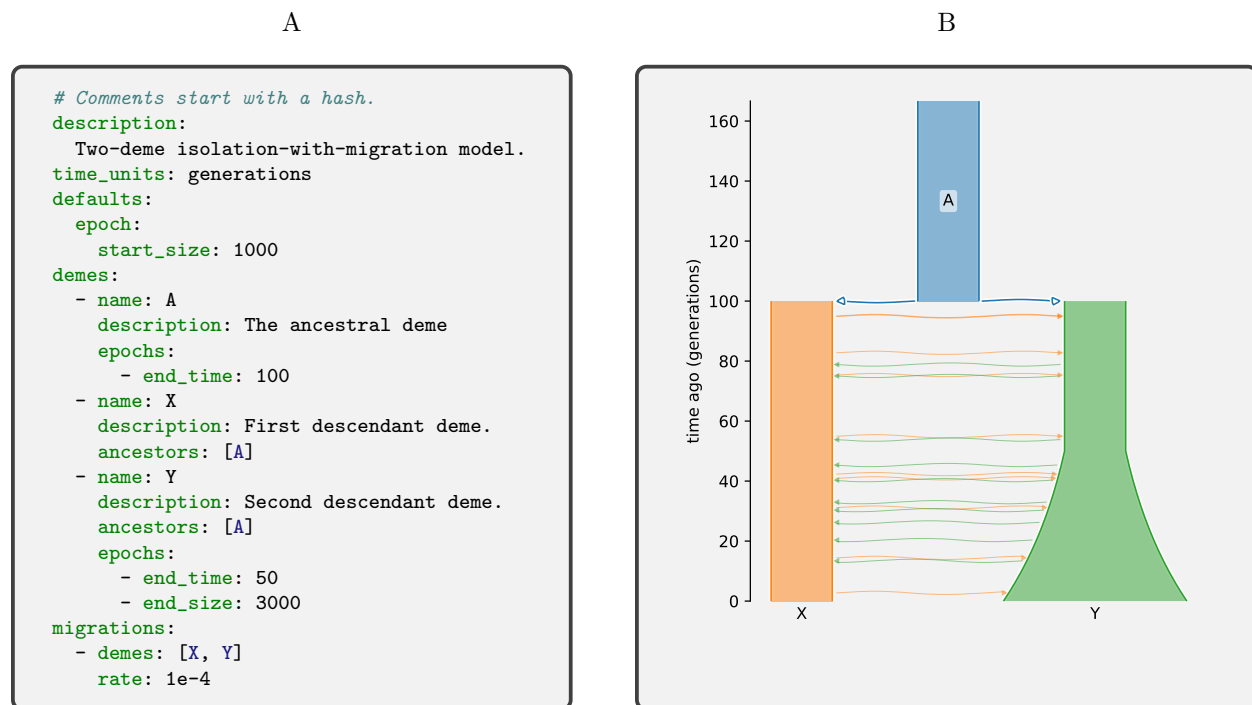 A
# Comments start with a hash.
description:
  Two-deme isolation-with-migration model.
time_units: generations
defaults:
  epoch:
    start_size: 1000
demes:
  - name: A
    description: The ancestral deme
    epochs:
      - end_time: 100
  - name: X
    description: First descendant deme.
    ancestors: [A]
  - name: Y
    description: Second descendant deme.
    ancestors: [A]
    epochs:
      - end_time: 50
      - end_size: 3000
migrations:
  - demes: [X, Y]
    rate: 1e-4
B
time ago (generations)
160
140
120
100
80
60
40
20
0
A
X
Y